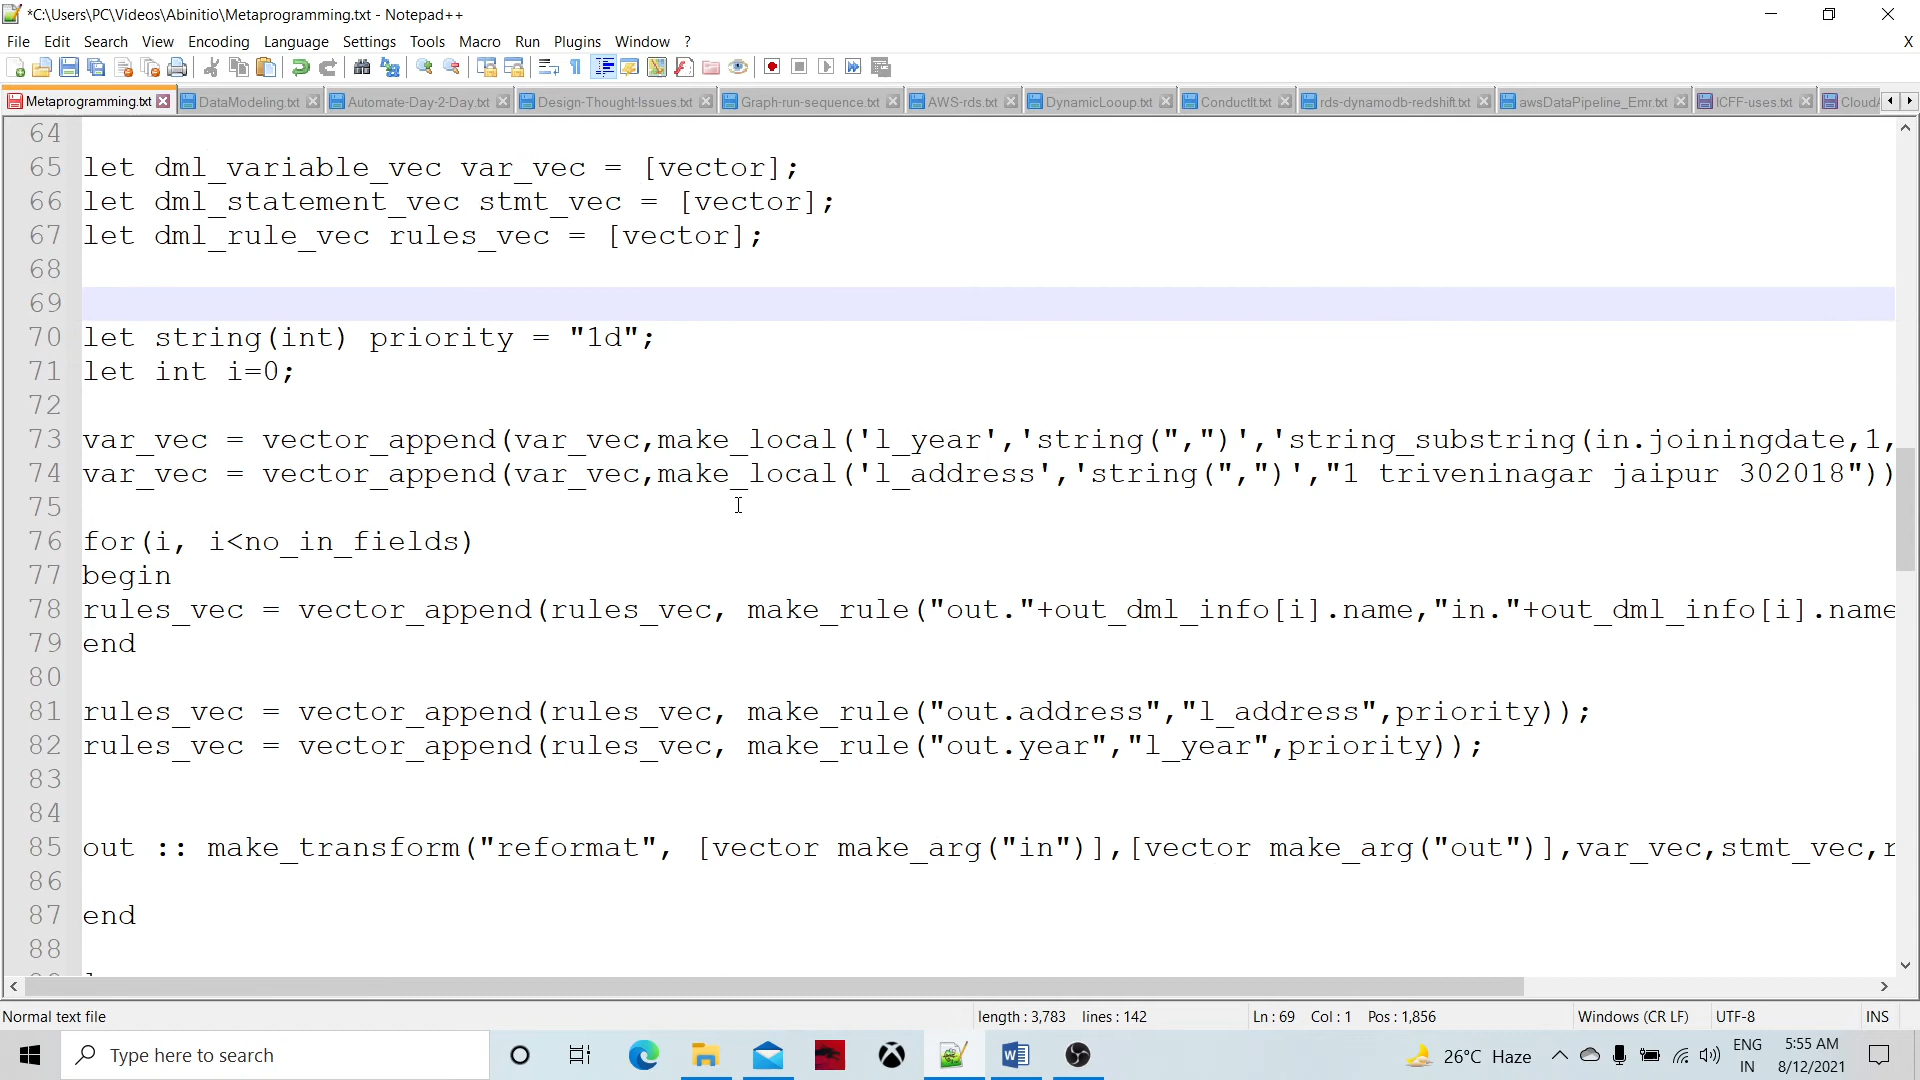 *C:\Users\PC\Videos\Abinitio\Metaprogramming.txt - Notepad++
File Edit Search View Encoding Language Settings Tools Macro Run Plugins Window ? X
Metaprogramming.txt DataModeling.txt Automate-Day-2-Day.txt Design-Thought-Issues.txt Graph-run-sequence.txt AWS-rds.txt DynamicLooup.txt ConductIt.txt rds-dynamodb-redshift.txt awsDataPipeline_Emr.txt ICFF-uses.txt
64
65 let dml_variable_vec var_vec = [vector];
66 let dml_statement_vec stmt_vec = [vector];
67 let dml_rule_vec rules_vec = [vector];
68
69
70 let string(int) priority = "1d";
71 let int i=0;
72
73 var_vec = vector_append(var_vec,make_local('l_year','string(",")','string_substring(in.joiningdate,1,
74 var_vec = vector_append(var_vec,make_local('l_address','string(",")',"1 triveninagar jaipur 302018"))
75
76 for(i, i<no_in_fields)
77 begin
78 rules_vec = vector_append(rules_vec, make_rule("out."+out_dml_info[i].name,"in."+out_dml_info[i].name
79 end
80
81 rules_vec = vector_append(rules_vec, make_rule("out.address","l_address",priority));
82 rules_vec = vector_append(rules_vec, make_rule("out.year","l_year",priority));
83
84
85 out :: make_transform("reformat", [vector make_arg("in")],[vector make_arg("out")],var_vec,stmt_vec,r
86
87 end
88
Normal text file length : 3,783 lines : 142 Ln : 69 Col : 1 Pos : 1,856 Windows (CR LF) UTF-8 INS
Type here to search 26°C Haze ENG IN 5:55 AM 8/12/2021